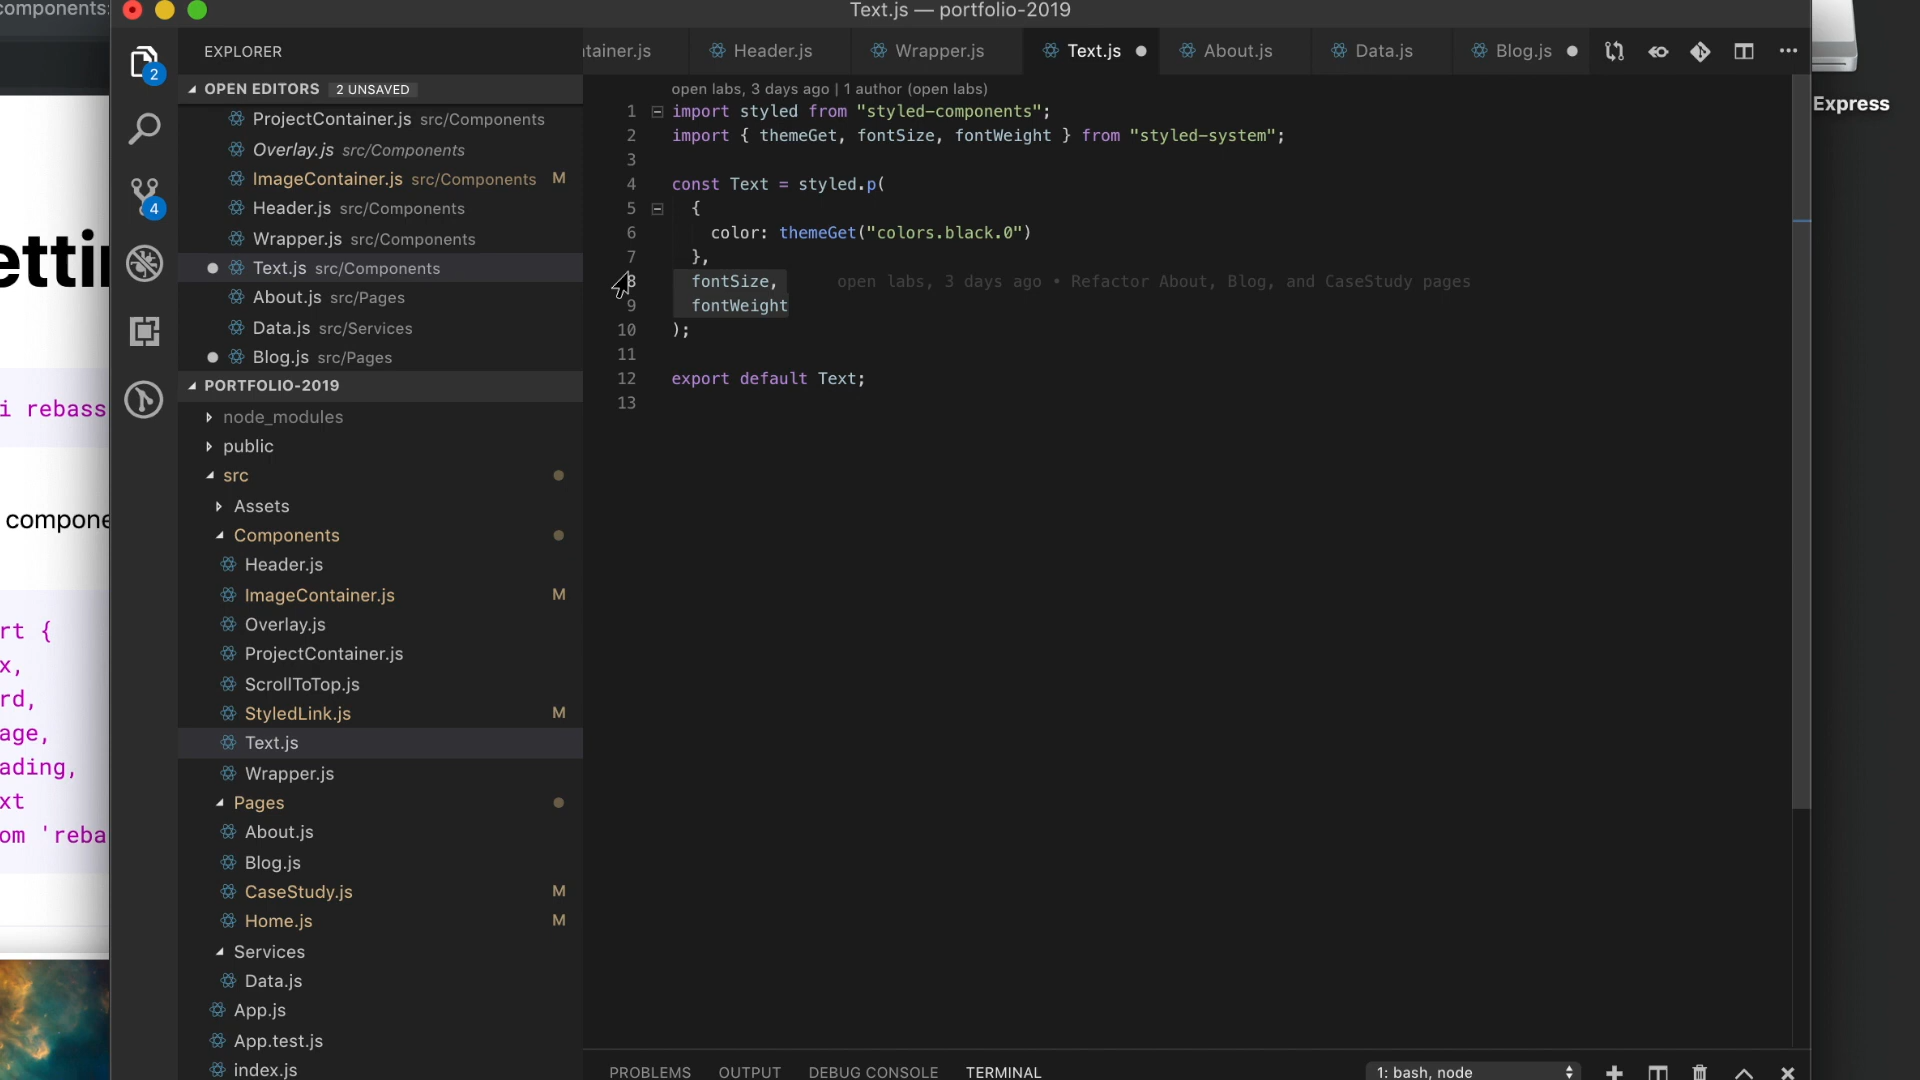 components:
Text.js — portfolio-2019
EXPLORER
OPEN EDITORS 2 UNSAVED
ProjectContainer.js src/Components
Overlay.js src/Components
ImageContainer.js src/Components M
Header.js src/Components
Wrapper.js src/Components
Text.js src/Components
About.js src/Pages
Data.js src/Services
Blog.js src/Pages
PORTFOLIO-2019
node_modules
public
src
Assets
Components
Header.js
ImageContainer.js M
Overlay.js
ProjectContainer.js
ScrollToTop.js
StyledLink.js M
Text.js
Wrapper.js
Pages
About.js
Blog.js
CaseStudy.js M
Home.js M
Services
Data.js
App.js
App.test.js
index.js
2
4
tainer.js Header.js Wrapper.js Text.js About.js Data.js Blog.js
open labs, 3 days ago | 1 author (open labs)
1 import styled from "styled-components";
2 import { themeGet, fontSize, fontWeight } from "styled-system";
3
4 const Text = styled.p(
5 {
6 color: themeGet("colors.black.0")
7 },
8 fontSize, open labs, 3 days ago • Refactor About, Blog, and CaseStudy pages
9 fontWeight
10 );
11
12 export default Text;
13
PROBLEMS OUTPUT DEBUG CONSOLE TERMINAL 1: bash, node
Express
ettin
i rebass
compone
rt {
x,
rd,
age,
ading,
xt
om 'reba